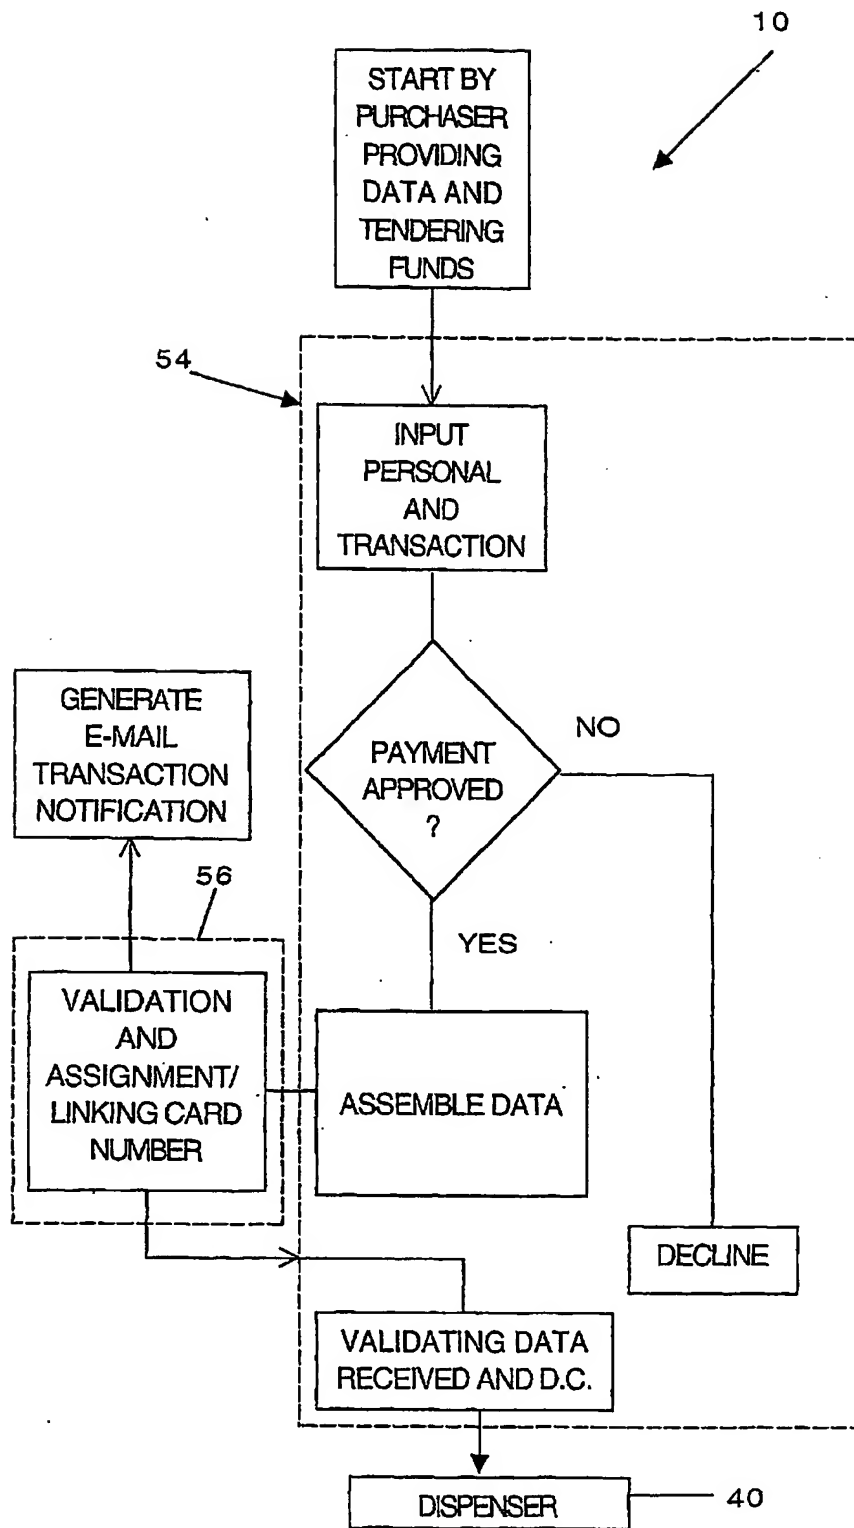 10
START BY
PURCHASER
PROVIDING
DATA AND
TENDERING
FUNDS
54
INPUT
PERSONAL
AND
TRANSACTION
GENERATE
E-MAIL
TRANSACTION
NOTIFICATION
PAYMENT
APPROVED
?
NO
YES
56
VALIDATION
AND
ASSIGNMENT/
LINKING CARD
NUMBER
ASSEMBLE DATA
DECLINE
VALIDATING DATA
RECEIVED AND D.C.
DISPENSER
40